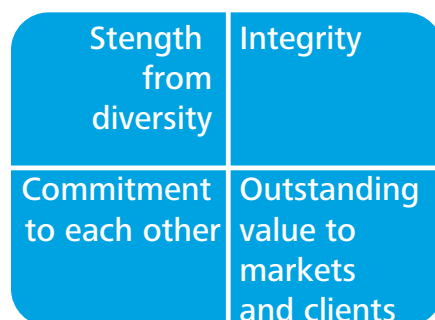 Stength
from
diversity
Integrity
Commitment
to each other
Outstanding
value to
markets
and clients